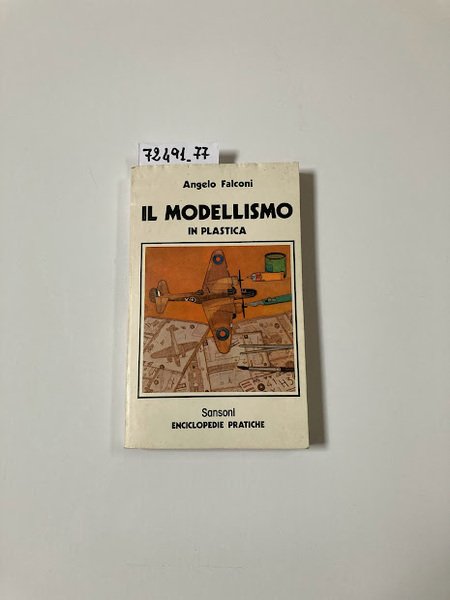 72491_77
Angelo Falconi
IL MODELLISMO
IN PLASTICA
Sansoni
ENCICLOPEDIE PRATICHE